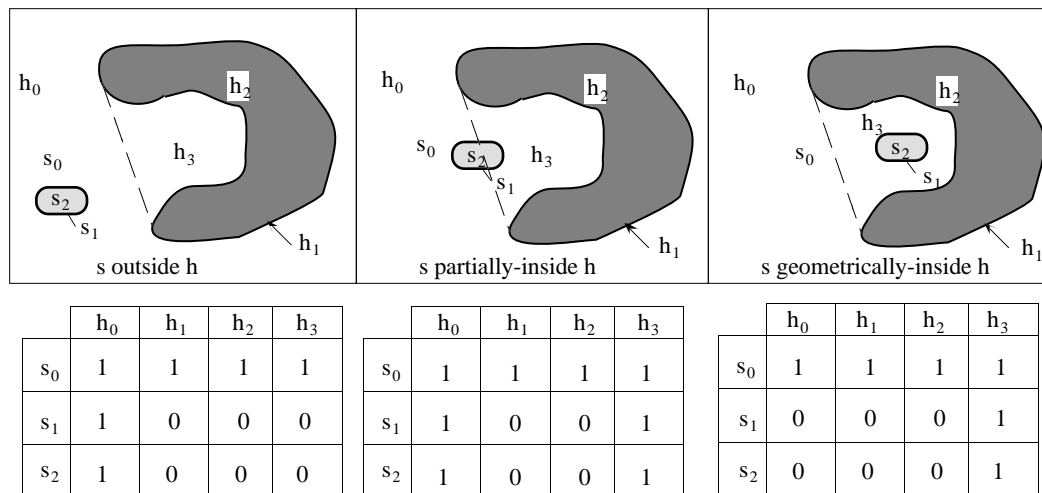 h₀ h₂ h₃ s₀ s₂ s₁ h₁
s outside h
h₀ h₂ s₀ s₂ h₃ s₁ h₁
s partially-inside h
h₀ h₂ h₃ s₀ s₂ s₁ h₁
s geometrically-inside h
h₀ h₁ h₂ h₃
s₀ 1 1 1 1
s₁ 1 0 0 0
s₂ 1 0 0 0
h₀ h₁ h₂ h₃
s₀ 1 1 1 1
s₁ 1 0 0 1
s₂ 1 0 0 1
h₀ h₁ h₂ h₃
s₀ 1 1 1 1
s₁ 0 0 0 1
s₂ 0 0 0 1